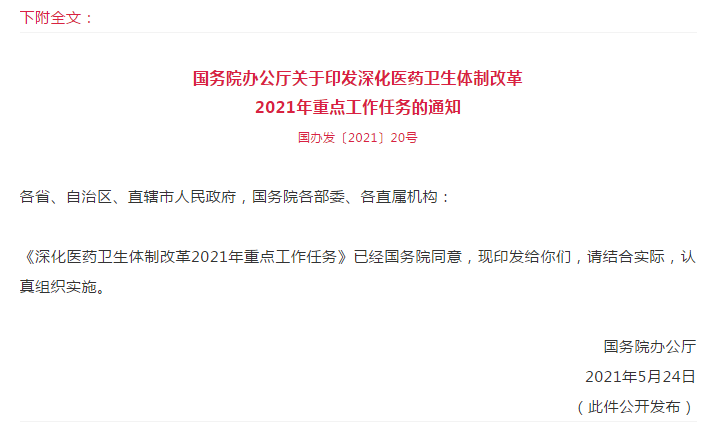 下附全文：
国务院办公厅关于印发深化医药卫生体制改革
2021年重点工作任务的通知
国办发〔2021〕20号
各省、自治区、直辖市人民政府，国务院各部委、各直属机构：
《深化医药卫生体制改革2021年重点工作任务》已经国务院同意，现印发给你们，请结合实际，认
真组织实施。
国务院办公厅
2021年5月24日
（此件公开发布）